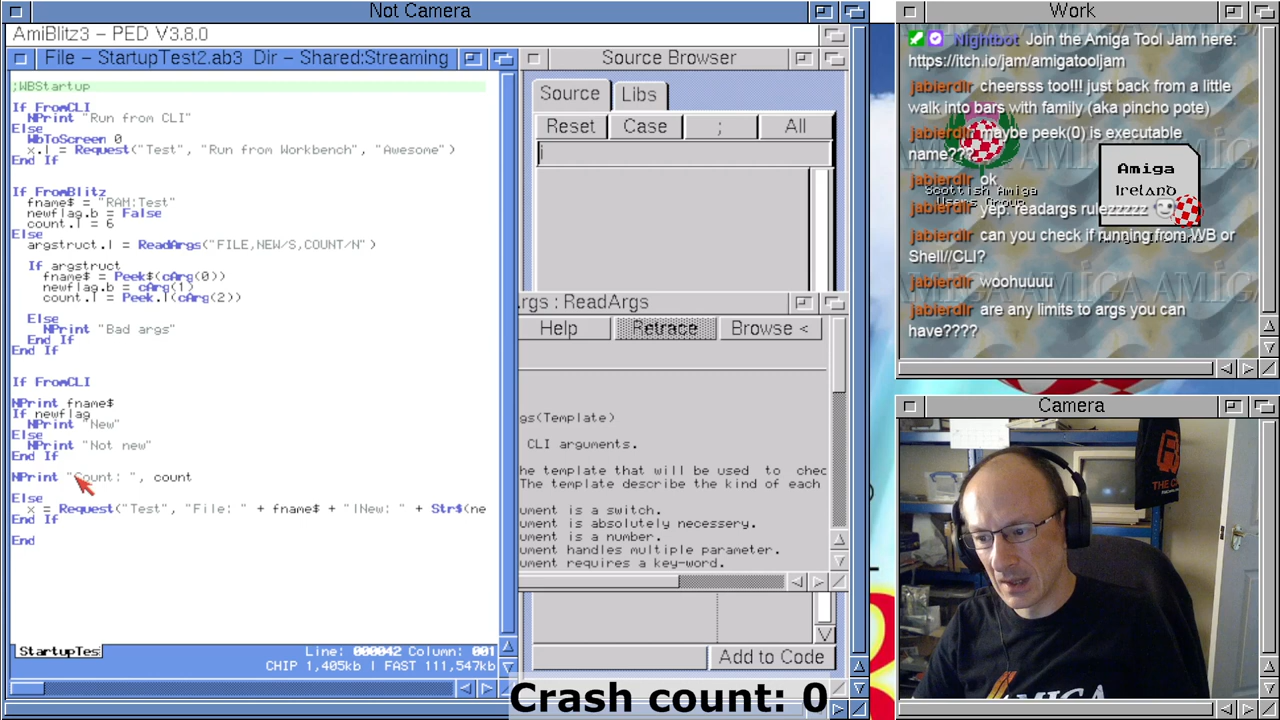 Not Camera
AmiBlitz3 – PED V3.8.0
File – StartupTest2.ab3  Dir – Shared:Streaming
;WBStartup
If FromCLI
NPrint "Run from CLI"
Else
WbToScreen 0
x.l = Request("Test", "Run from Workbench", "Awesome")
End If
If FromBlitz
fname$ = "RAM:Test"
newflag.b = False
count.l = 6
Else
argstruct.l = ReadArgs("FILE,NEW/S,COUNT/N")
If argstruct
fname$ = Peek$(cArg(0))
newflag.b = cArg(1)
count.l = Peek.l(cArg(2))
Else
NPrint "Bad args"
End If
End If
If FromCLI
NPrint fname$
If newflag
NPrint "New"
Else
NPrint "Not new"
End If
NPrint "Count: ", count
Else
x = Request("Test", "File: " + fname$ + "|New: " + Str$(ne
End If
End
StartupTes
Line: 000042 Column: 001
CHIP 1,405kb | FAST 111,547kb
Source Browser
Source
Libs
Reset
Case
;
All
rgs : ReadArgs
Help
Retrace
Browse <
gs(Template)
CLI arguments.
he template that will be used to chec
The template describe the kind of each
ument is a switch.
ument is absolutely necessery.
ument is a number.
ument handles multiple parameter.
ument requires a key-word.
Add to Code
Crash count: 0
Work
Nightbot Join the Amiga Tool Jam here:
https://itch.io/jam/amigatooljam
jabierdlr cheersss too!!! just back from a little
walk into bars with family (aka pincho pote)
jabierdlr maybe peek(0) is executable
name???
jabierdlr ok
jabierdlr yep. readargs rulezzzzz
jabierdlr can you check if running from WB or
Shell//CLI?
jabierdlr woohuuuu
jabierdlr are any limits to args you can
have????
Scottish Amiga
Users Group
Amiga
Ireland
Camera
THE C
AMIGA